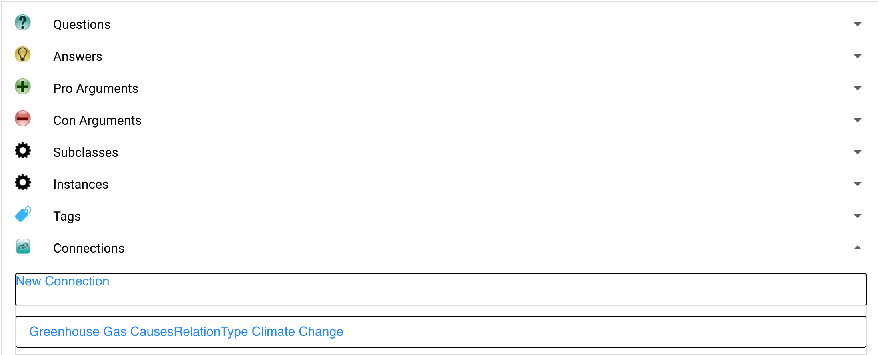 Questions
Answers
Pro Arguments
Con Arguments
Subclasses
Instances
Tags
Connections
New Connection
Greenhouse Gas CausesRelationType Climate Change